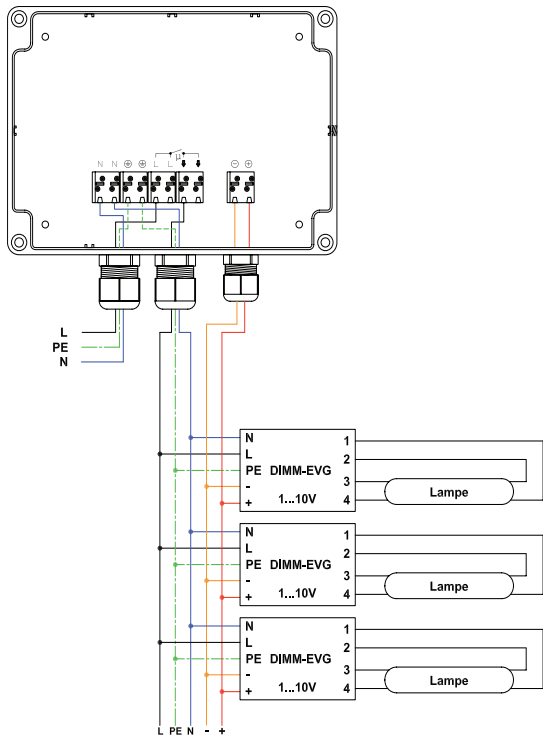 µ
N N L L
- +
L
PE
N
N 1
L 2
PE DIMM-EVG 3
- 4
+ 1...10V
Lampe
N 1
L 2
PE DIMM-EVG 3
- 4
+ 1...10V
Lampe
N 1
L 2
PE DIMM-EVG 3
- 4
+ 1...10V
Lampe
L PE N - +